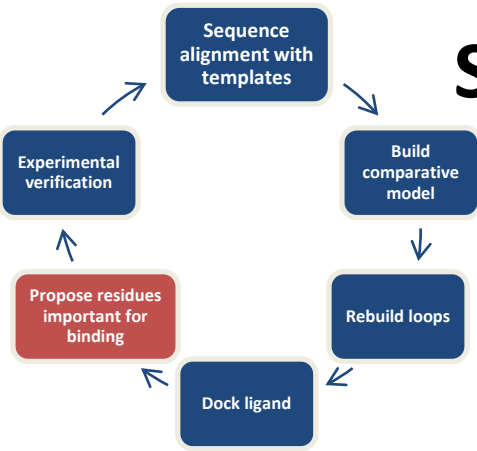 Sequence
alignment with
templates
S
Build
comparative
model
Rebuild loops
Dock ligand
Propose residues
important for
binding
Experimental
verification